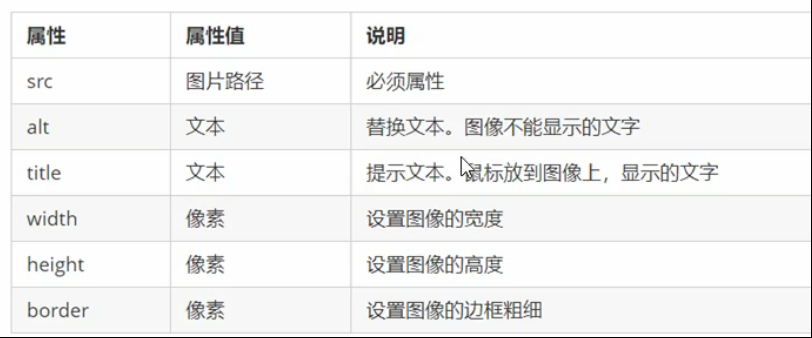 属性 属性值 说明
src 图片路径 必须属性
alt 文本 替换文本。图像不能显示的文字
title 文本 提示文本。鼠标放到图像上，显示的文字
width 像素 设置图像的宽度
height 像素 设置图像的高度
border 像素 设置图像的边框粗细